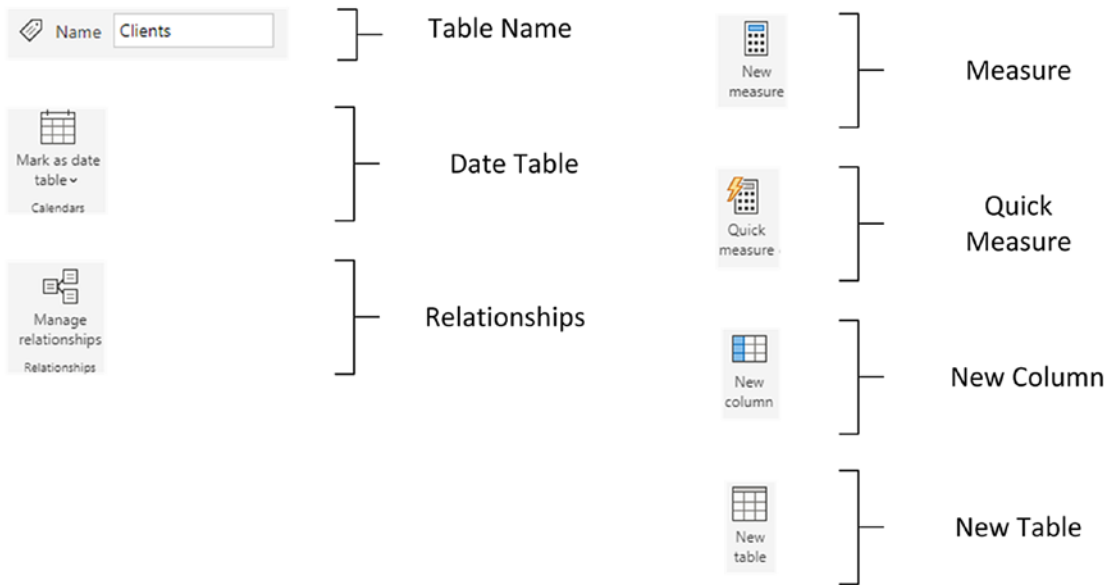 Name Clients
Table Name
Mark as date
table
Calendars
Date Table
Manage
relationships
Relationships
Relationships
New
measure
Measure
Quick
measure
Quick
Measure
New
column
New Column
New
table
New Table